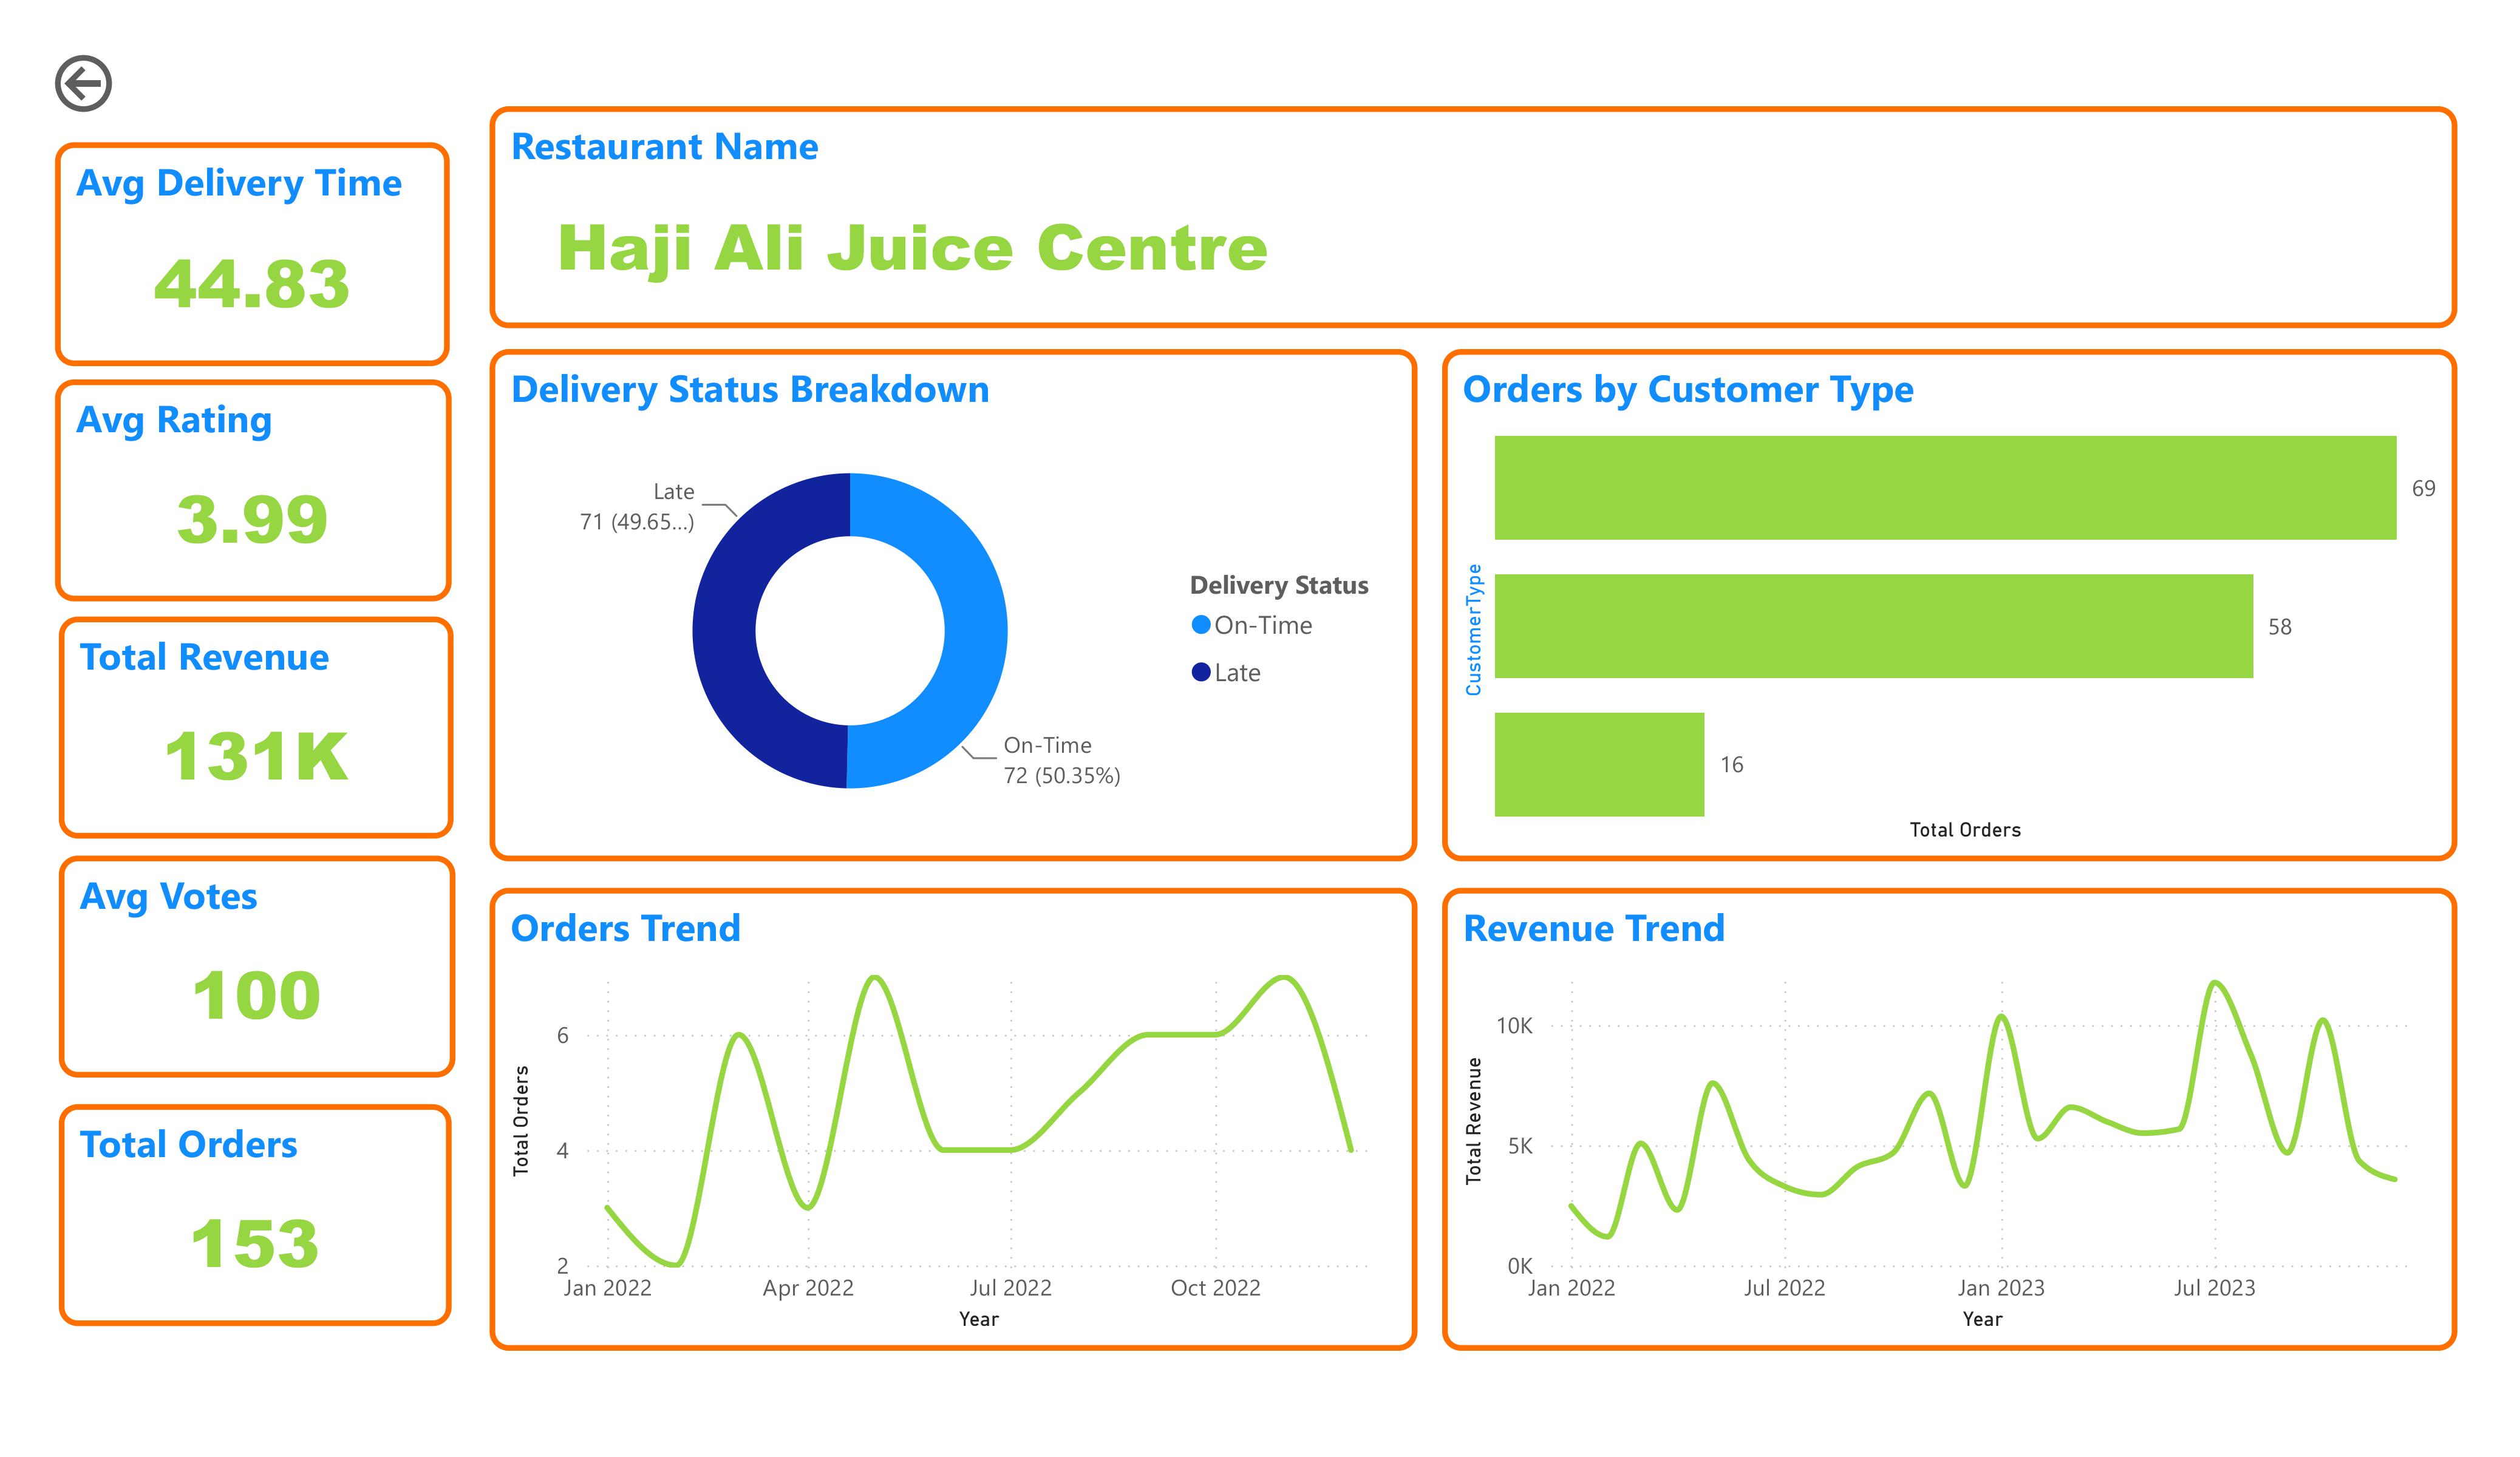 Avg Delivery Time
44.83
Avg Rating
3.99
Total Revenue
131K
Avg Votes
100
Total Orders
153
Restaurant Name
Haji Ali Juice Centre
Delivery Status Breakdown
Late
71 (49.65...)
On-Time
72 (50.35%)
Delivery Status
On-Time
Late
Orders by Customer Type
CustomerType
69
58
16
Total Orders
Orders Trend
Total Orders
6
4
2
Jan 2022 Apr 2022 Jul 2022 Oct 2022
Year
Revenue Trend
Total Revenue
10K
5K
0K
Jan 2022 Jul 2022 Jan 2023 Jul 2023
Year